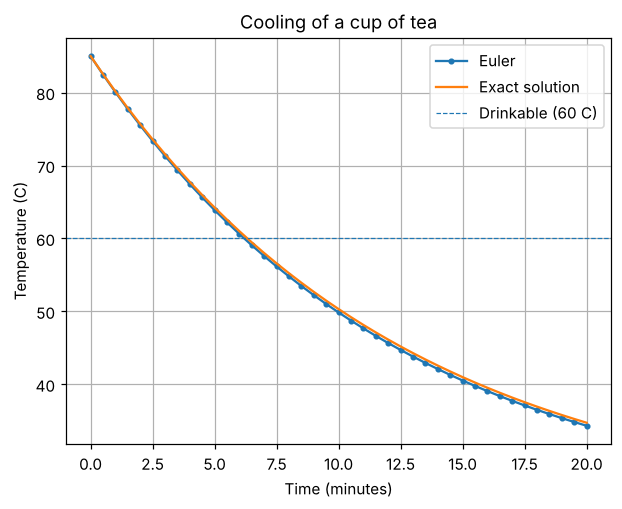 Cooling of a cup of tea
Euler
Exact solution
Drinkable (60 C)
Temperature (C)
80
70
60
50
40
0.0 2.5 5.0 7.5 10.0 12.5 15.0 17.5 20.0
Time (minutes)